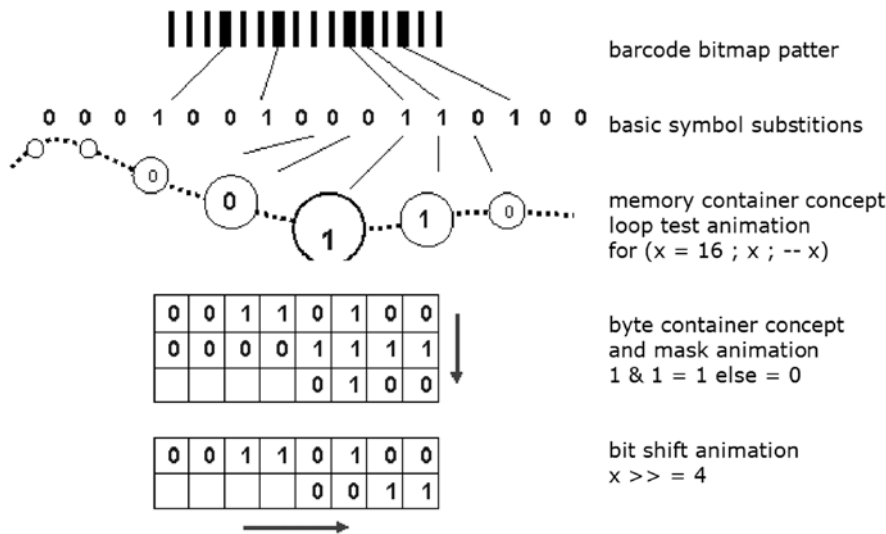 barcode bitmap patter
0 0 0 1 0 0 1 0 0 0 1 1 0 1 0 0
basic symbol substitions
0 0 1 1 0
memory container concept
loop test animation
for (x = 16 ; x ; -- x)
0 0 1 1 0 1 0 0
0 0 0 0 1 1 1 1
0 1 0 0
byte container concept
and mask animation
1 & 1 = 1 else = 0
0 0 1 1 0 1 0 0
0 0 1 1
bit shift animation
x >> = 4